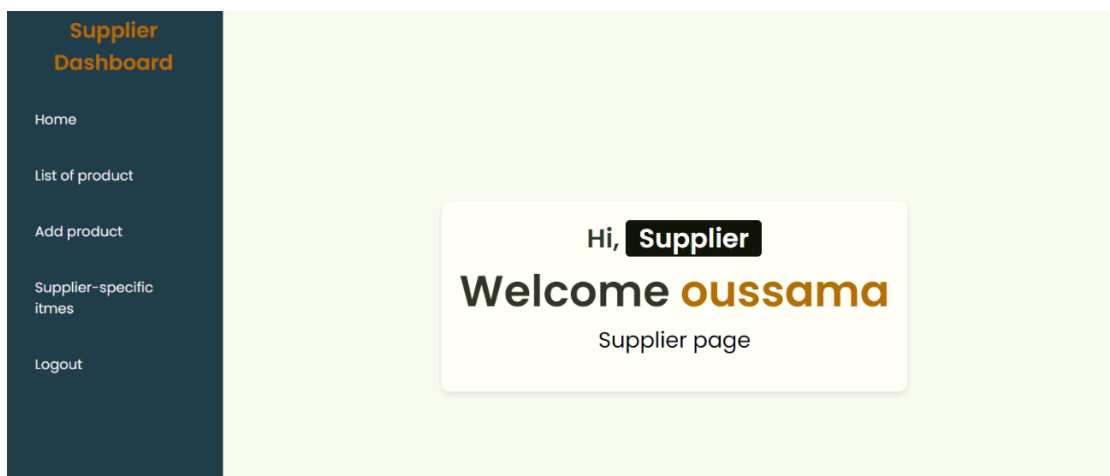 Supplier
Dashboard
Home
List of product
Add product
Supplier-specific
itmes
Logout
Hi, Supplier
Welcome oussama
Supplier page